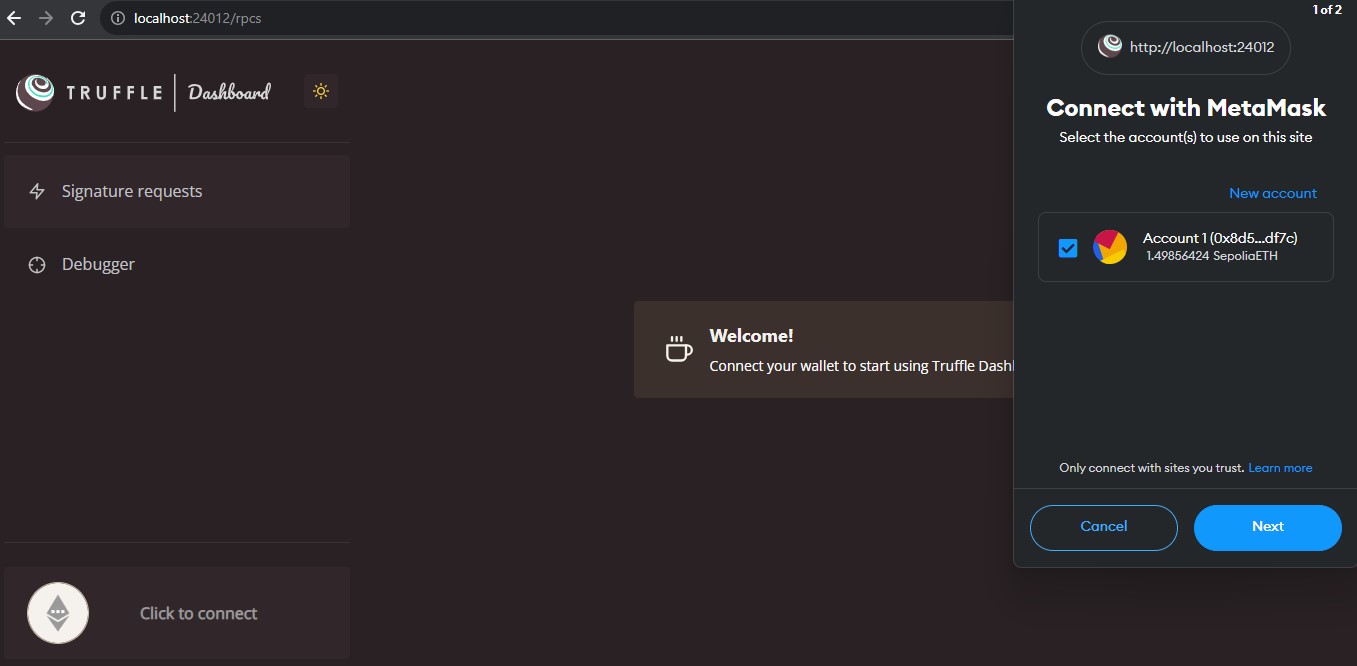 localhost:24012/rpcs
TRUFFLE | Dashboard
Signature requests
Debugger
Welcome!
Connect your wallet to start using Truffle Dash
Click to connect
1 of 2
http://localhost:24012
Connect with MetaMask
Select the account(s) to use on this site
New account
Account 1 (0x8d5...df7c)
1.49856424 SepoliaETH
Only connect with sites you trust. Learn more
Cancel
Next